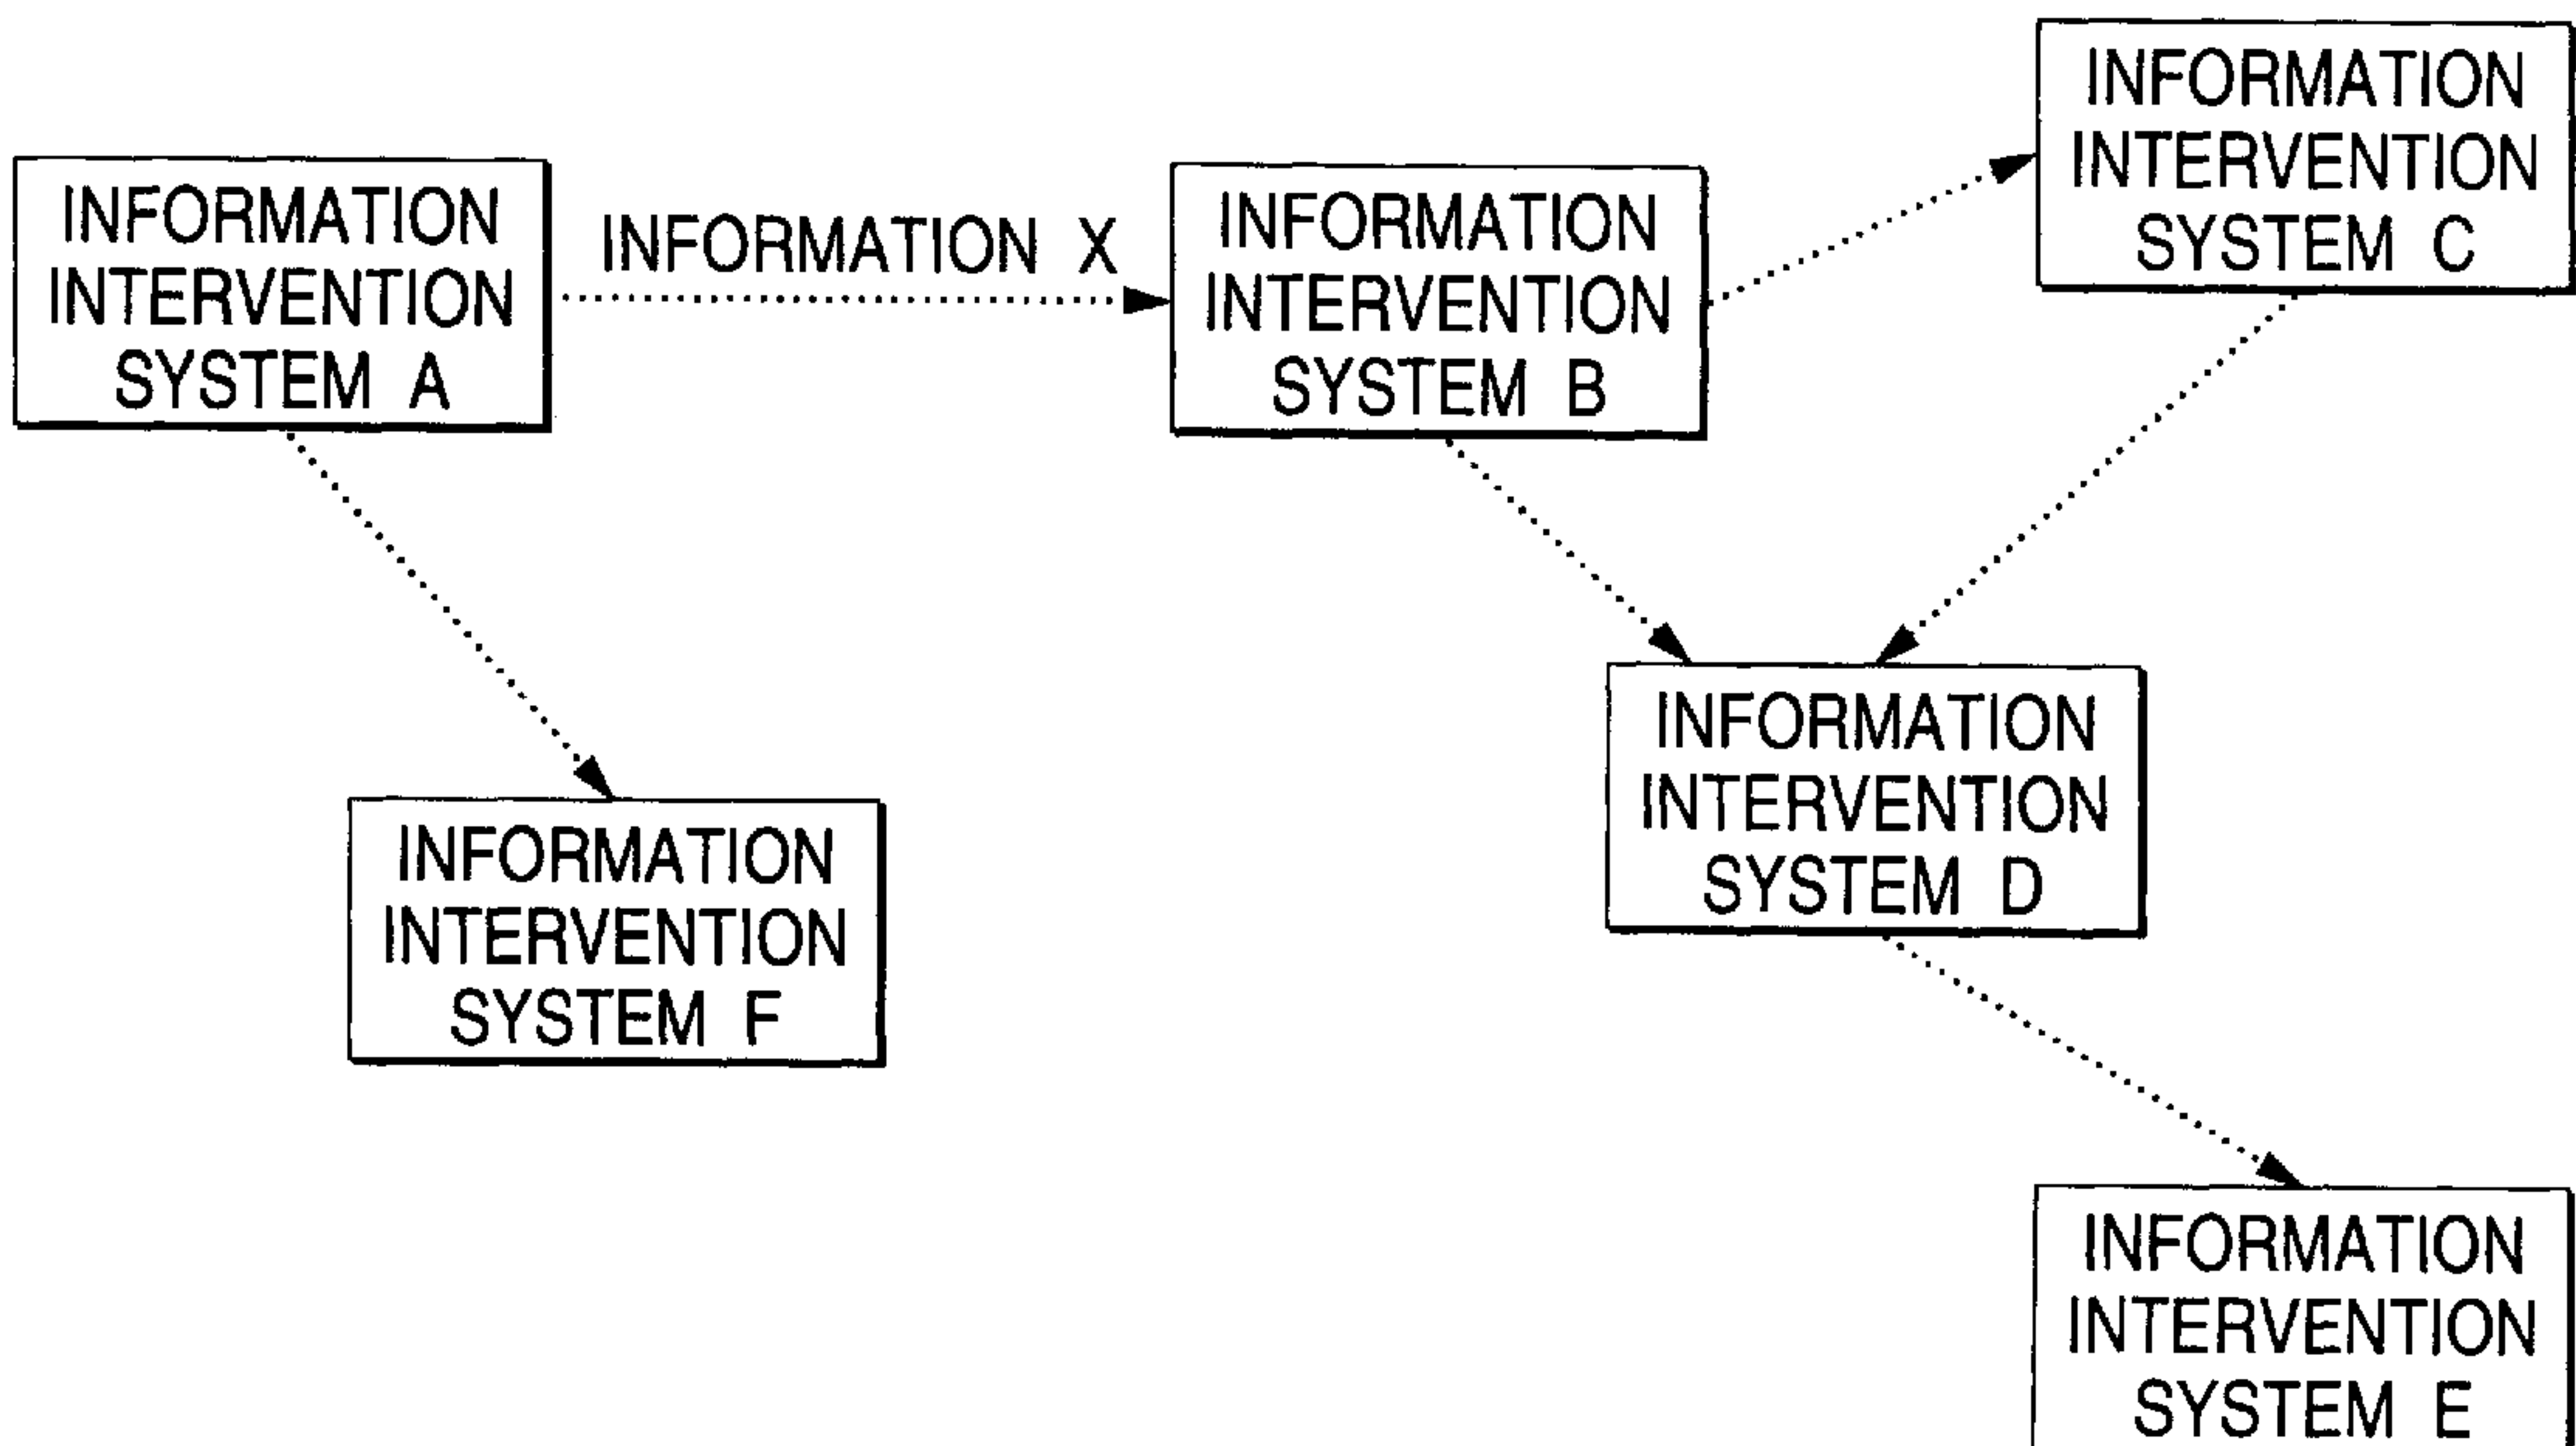 INFORMATION
INTERVENTION
SYSTEM A
INFORMATION X
INFORMATION
INTERVENTION
SYSTEM B
INFORMATION
INTERVENTION
SYSTEM C
INFORMATION
INTERVENTION
SYSTEM D
INFORMATION
INTERVENTION
SYSTEM F
INFORMATION
INTERVENTION
SYSTEM E